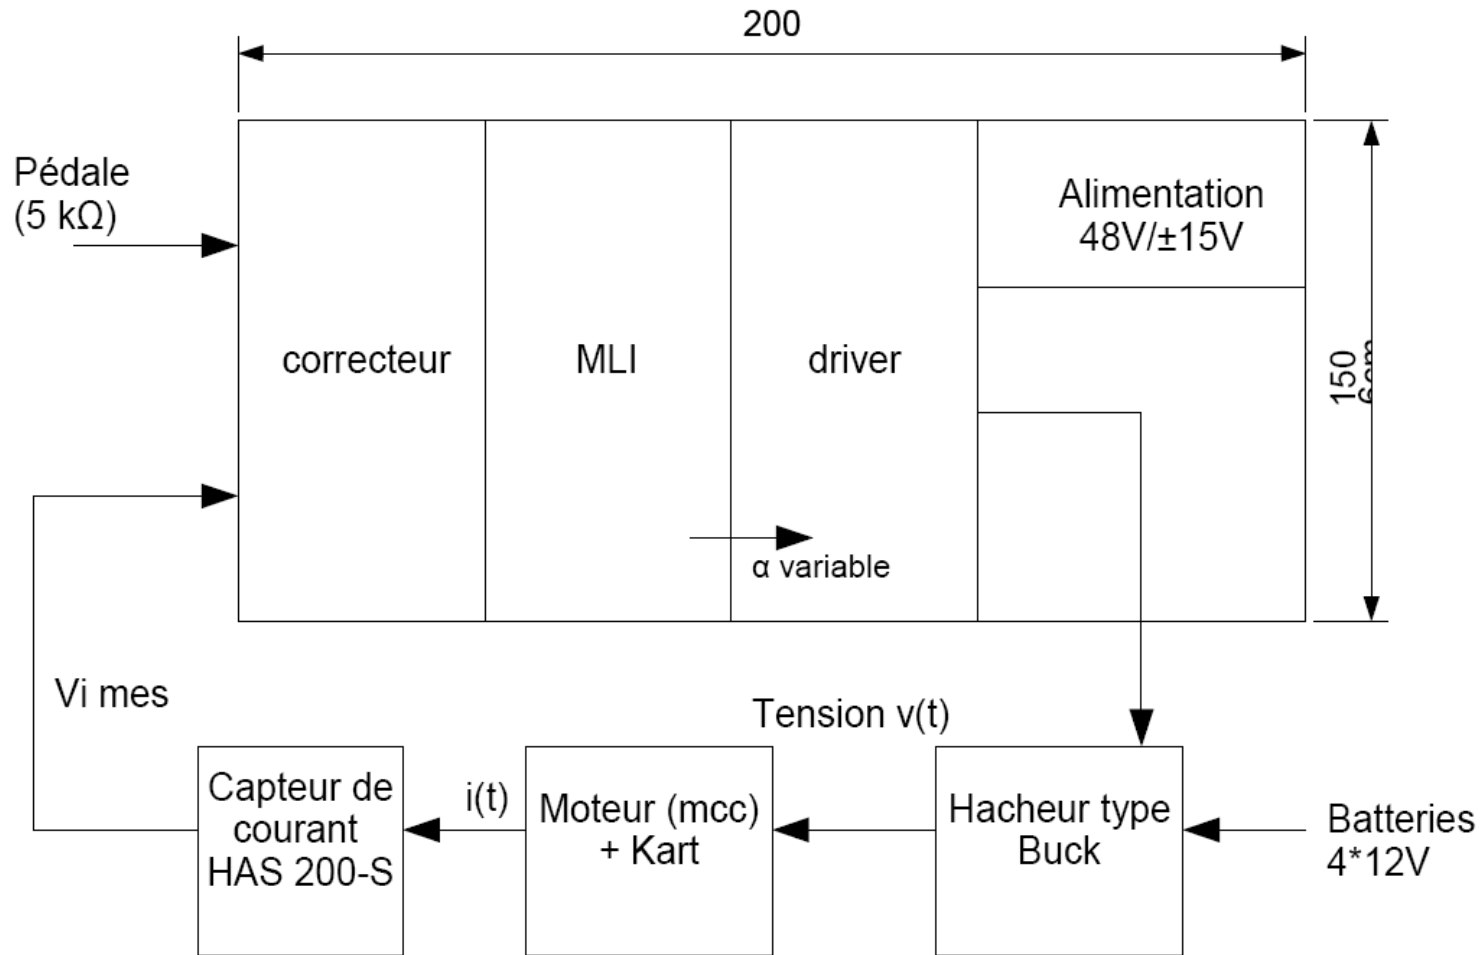 200
Pédale
(5 kΩ)
Alimentation
48V/±15V
correcteur
MLI
driver
150
6cm
α variable
Vi mes
Tension v(t)
Capteur de
courant
HAS 200-S
i(t)
Moteur (mcc)
+ Kart
Hacheur type
Buck
Batteries
4*12V